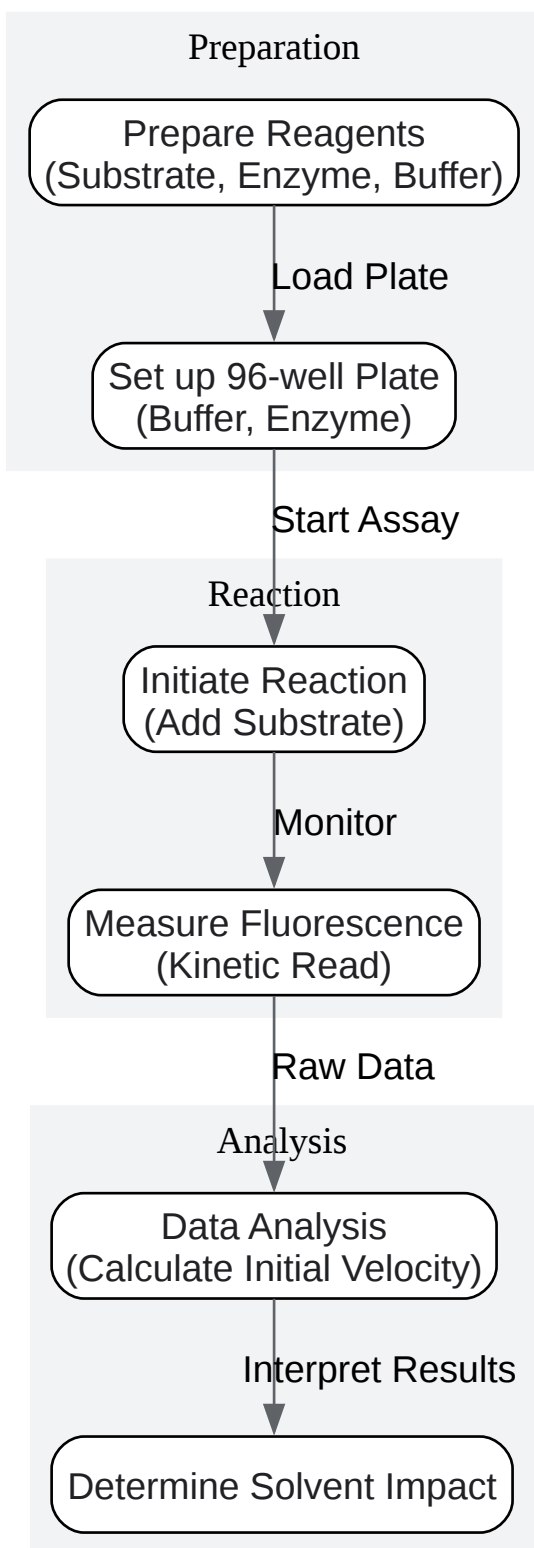 Preparation
Prepare Reagents
(Substrate, Enzyme, Buffer)
Load Plate
Set up 96-well Plate
(Buffer, Enzyme)
Start Assay
Reaction
Initiate Reaction
(Add Substrate)
Monitor
Measure Fluorescence
(Kinetic Read)
Raw Data
Analysis
Data Analysis
(Calculate Initial Velocity)
Interpret Results
Determine Solvent Impact